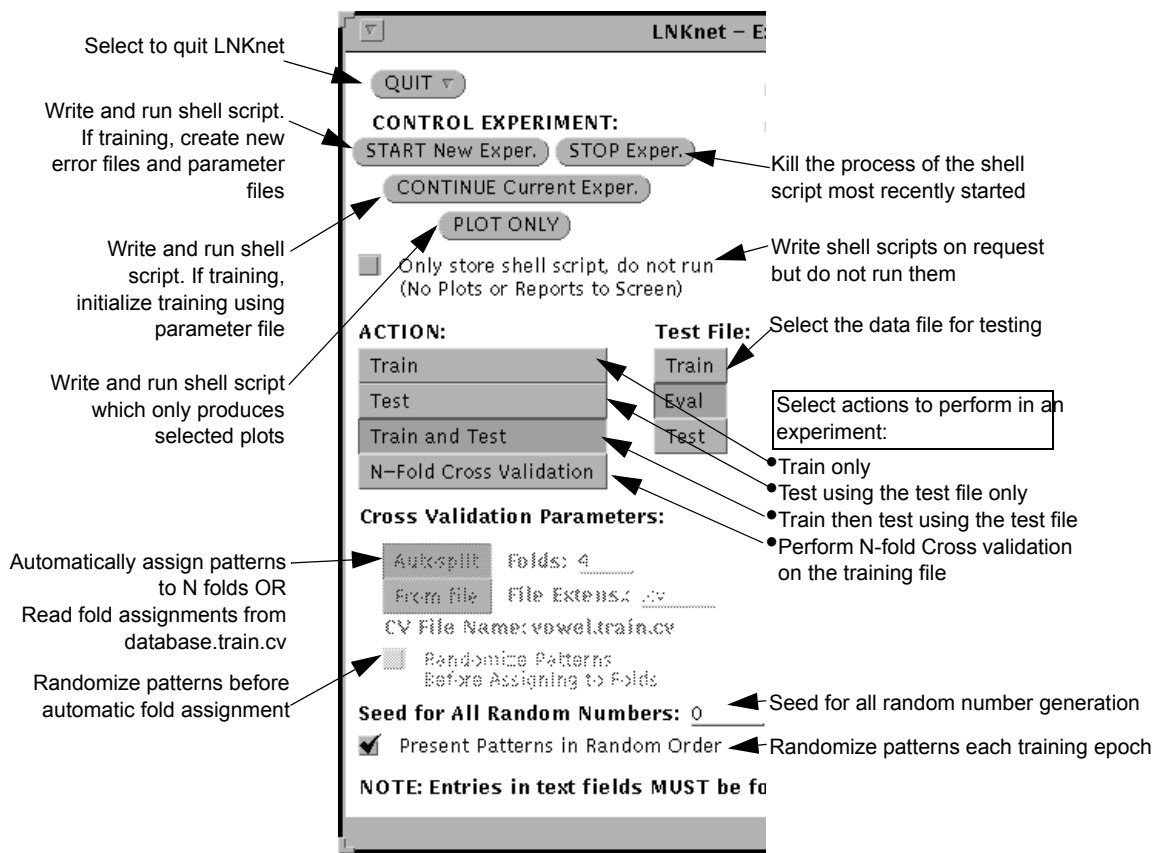 LNKnet – E
Select to quit LNKnet
QUIT
Write and run shell script.
If training, create new
error files and parameter
files
CONTROL EXPERIMENT:
START New Exper.) STOP Exper.)
Kill the process of the shell
script most recently started
CONTINUE Current Exper.)
PLOT ONLY)
Write and run shell
script. If training,
initialize training using
parameter file
Only store shell script, do not run
(No Plots or Reports to Screen)
Write shell scripts on request
but do not run them
Write and run shell script
which only produces
selected plots
ACTION:
Train
Test
Train and Test
N-Fold Cross Validation
Test File:
Train
Eval
Test
Select the data file for testing
Select actions to perform in an
experiment:
•Train only
•Test using the test file only
•Train then test using the test file
•Perform N-fold Cross validation
on the training file
Cross Validation Parameters:
Automatically assign patterns
to N folds OR
Read fold assignments from
database.train.cv
Auto-split Folds: 4
From file File Extens.: .cv
CV File Name: vowel.train.cv
Randomize Patterns
Before Assigning to Folds
Randomize patterns before
automatic fold assignment
Seed for All Random Numbers: 0
Seed for all random number generation
Present Patterns in Random Order
Randomize patterns each training epoch
NOTE: Entries in text fields MUST be fo